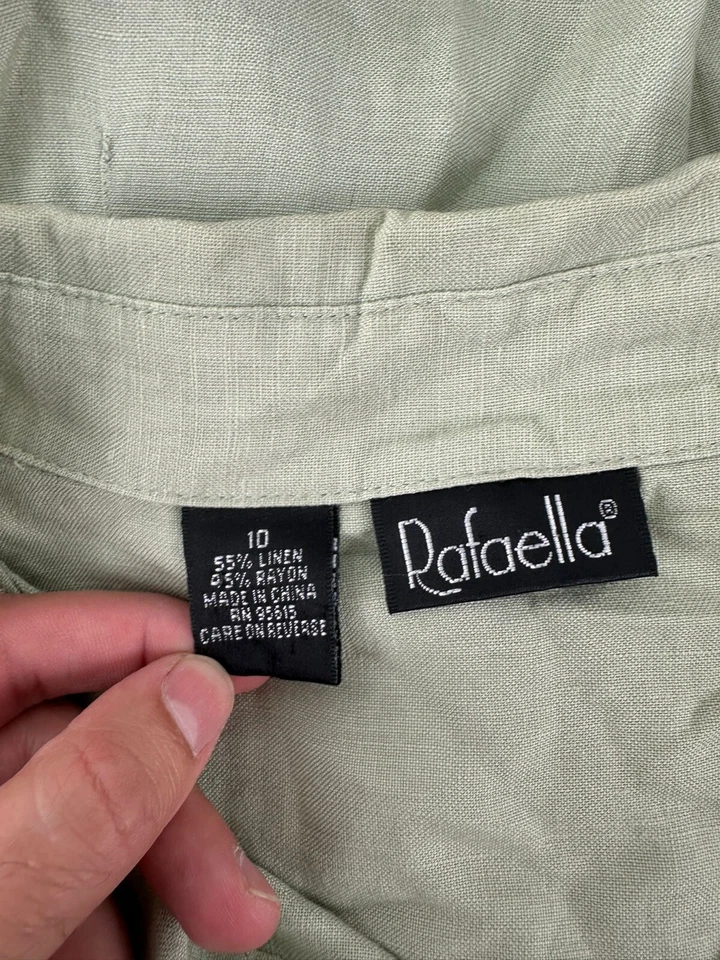 10
55% LINEN
45% RAYON
MADE IN CHINA
RN 95615
CARE ON REVERSE
Rafaella®